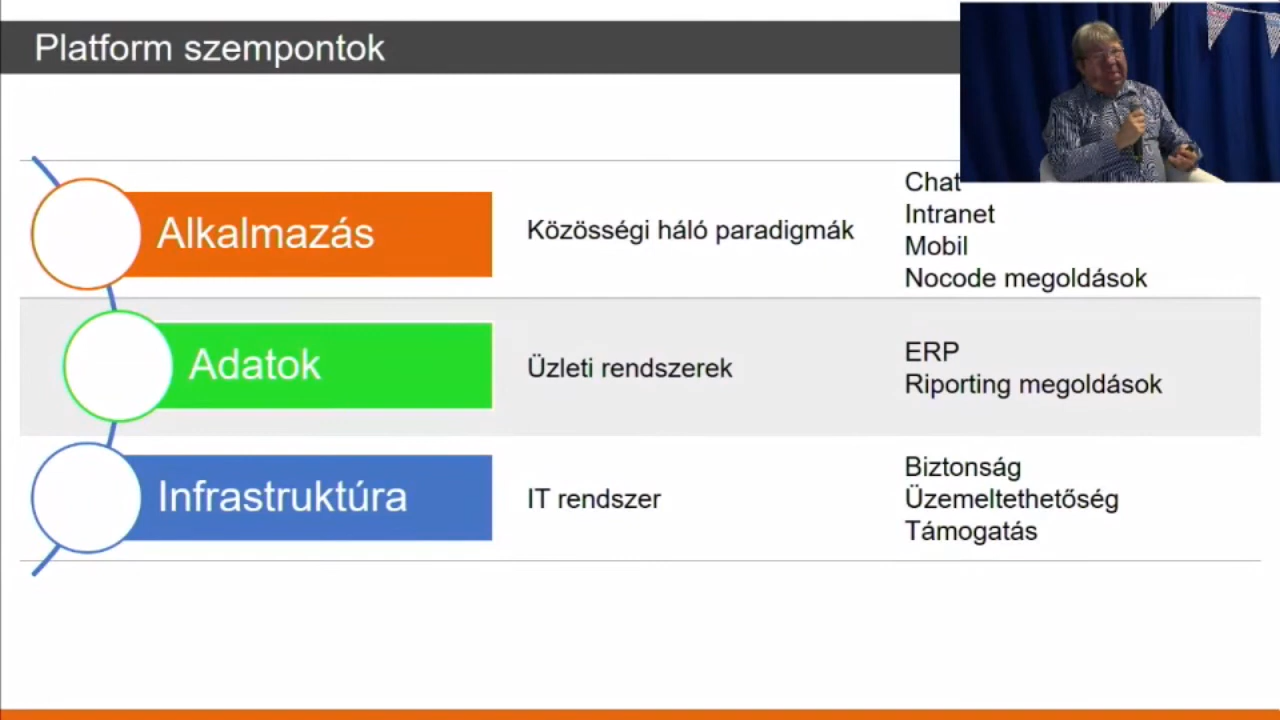 Platform szempontok
Alkalmazás
Közösségi háló paradigmák
Chat
Intranet
Mobil
Nocode megoldások
Adatok
Üzleti rendszerek
ERP
Riporting megoldások
Infrastruktúra
IT rendszer
Biztonság
Üzemeltethetőség
Támogatás